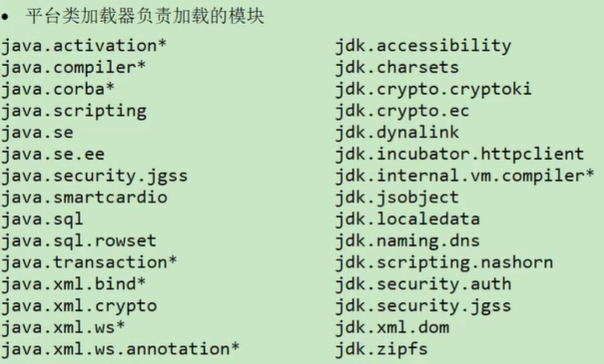 • 平台类加载器负责加载的模块
java.activation* jdk.accessibility
java.compiler* jdk.charsets
java.corba* jdk.crypto.cryptoki
java.scripting jdk.crypto.ec
java.se jdk.dynalink
java.se.ee jdk.incubator.httpclient
java.security.jgss jdk.internal.vm.compiler*
java.smartcardio jdk.jsobject
java.sql jdk.localedata
java.sql.rowset jdk.naming.dns
java.transaction* jdk.scripting.nashorn
java.xml.bind* jdk.security.auth
java.xml.crypto jdk.security.jgss
java.xml.ws* jdk.xml.dom
java.xml.ws.annotation* jdk.zipfs